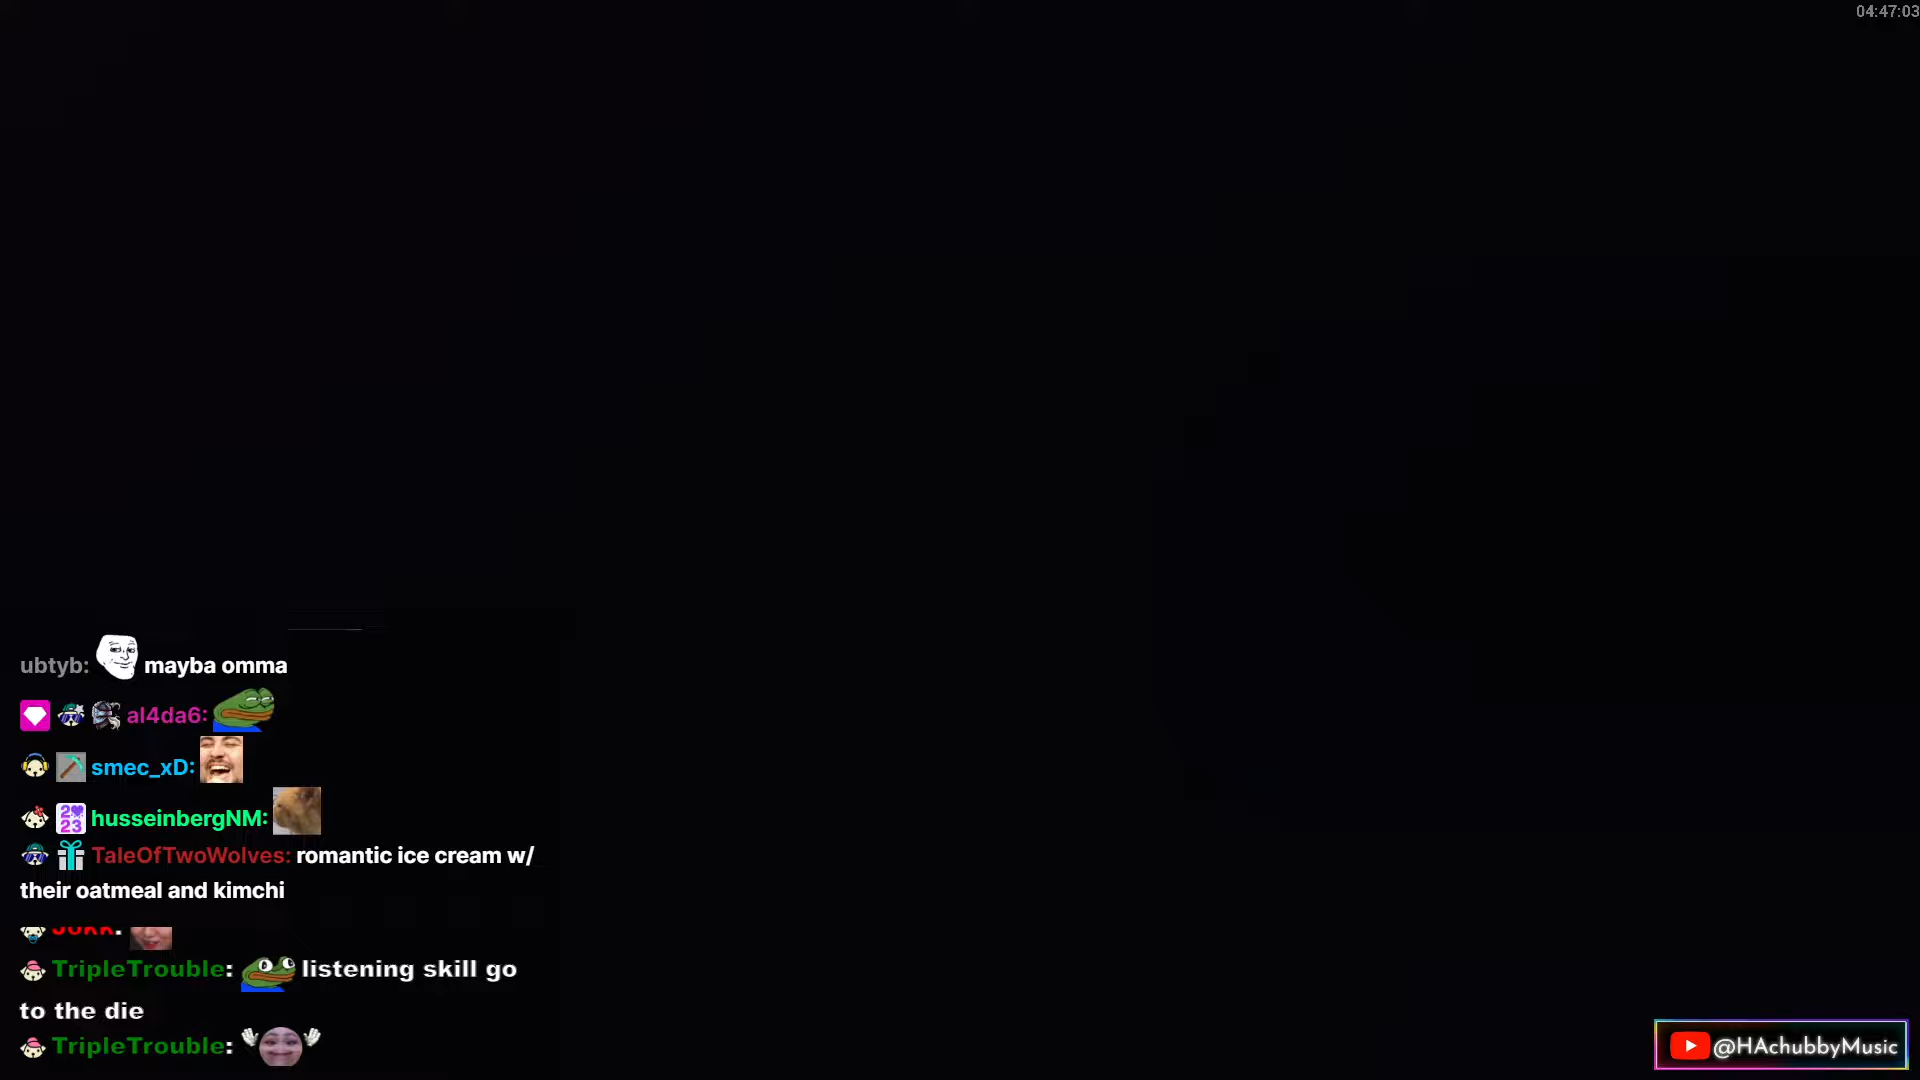 04:47:03
ubtyb: mayba omma
al4da6:
smec_xD:
2023
husseinbergNM:
TaleOfTwoWolves: romantic ice cream w/
their oatmeal and kimchi
TripleTrouble: listening skill go
to the die
TripleTrouble:
@HAchubbyMusic